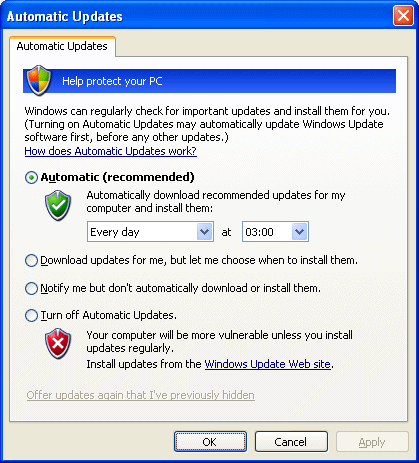 Automatic Updates
Automatic Updates
Help protect your PC
Windows can regularly check for important updates and install them for you.
(Turning on Automatic Updates may automatically update Windows Update
software first, before any other updates.)
How does Automatic Updates work?
Automatic (recommended)
Automatically download recommended updates for my
computer and install them:
Every day at 03:00
Download updates for me, but let me choose when to install them.
Notify me but don't automatically download or install them.
Turn off Automatic Updates.
Your computer will be more vulnerable unless you install
updates regularly.
Install updates from the Windows Update Web site.
Offer updates again that I've previously hidden
OK Cancel Apply